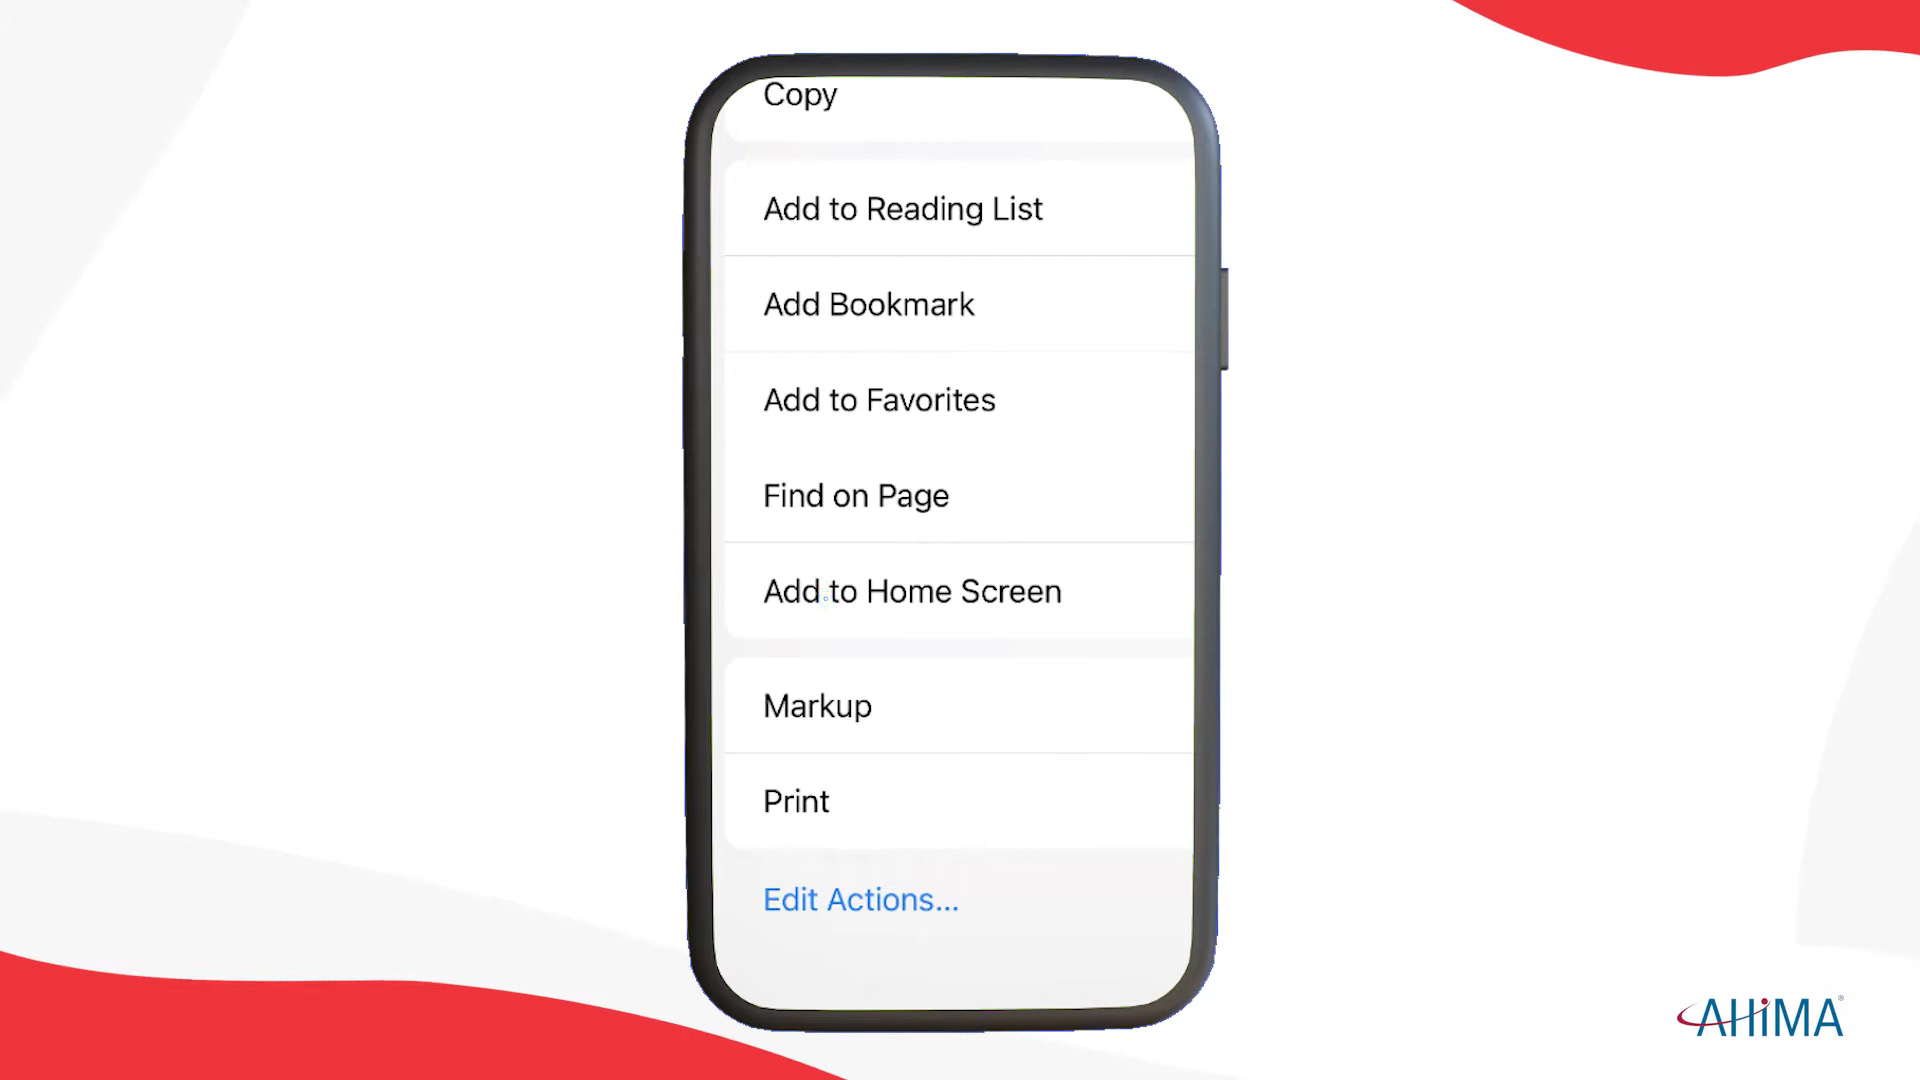 Copy
Add to Reading List
Add Bookmark
Add to Favorites
Find on Page
Add to Home Screen
Markup
Print
Edit Actions...
AHiMA®